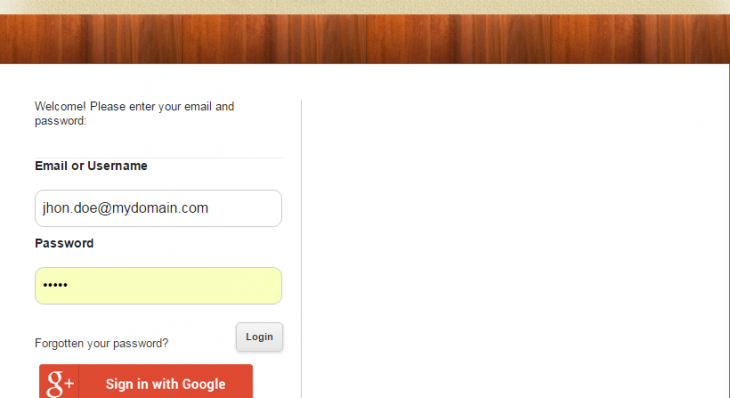 Welcome! Please enter your email and
password:
Email or Username
jhon.doe@mydomain.com
Password
•••••
Forgotten your password?
Login
g+ Sign in with Google